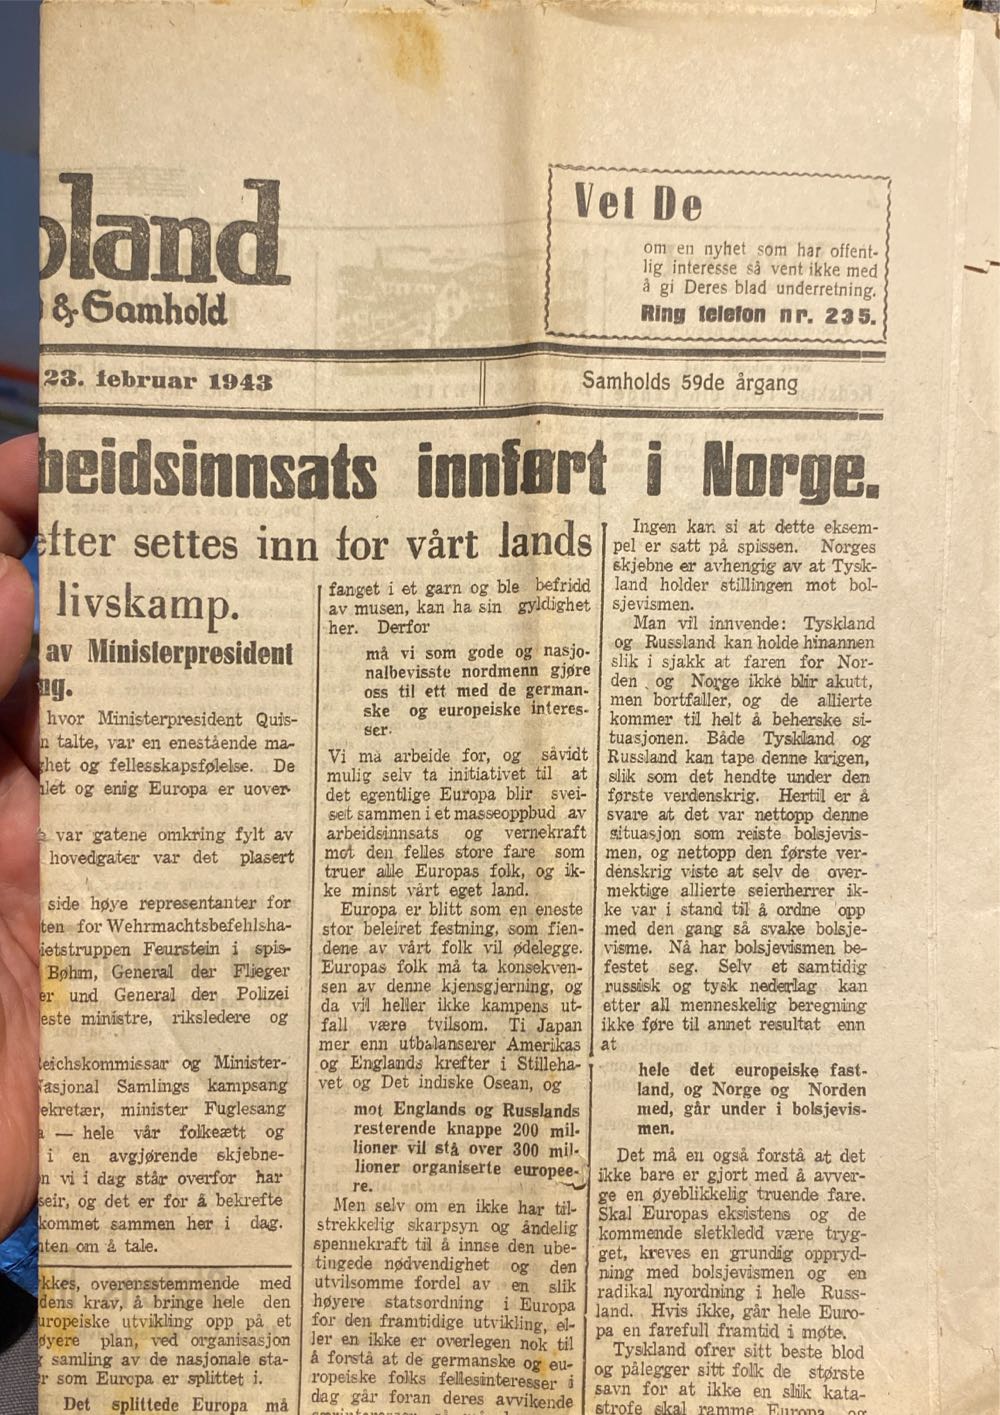 land
& Samhold
Vet De
om en nyhet som har offent-
lig interesse så vent ikke med
å gi Deres blad underretning.
Ring telefon nr. 235.
23. februar 1943
Samholds 59de årgang
beidsinnsats innført i Norge.
efter settes inn for vårt lands
livskamp.
av Ministerpresident
ng.
hvor Ministerpresident Quis-
n talte, var en enestående ma-
ghet og fellesskapsfølelse. De
let og enig Europa er uover-
var gatene omkring fylt av
hovedgater var det plasert
side høye representanter for
ten for Wehrmachtsbefehlsha-
ietstruppen Feurstein i spis-
Bøhm, General der Flieger
er und General der Polizei
este ministre, riksledere og
eichskommissar og Minister-
Nasjonal Samlings kampsang
ekretær, minister Fuglesang
— hele vår folkeætt og
i en avgjørende skjebne-
n vi i dag står overfor har
seir, og det er for å bekrefte
kommet sammen her i dag.
ten om å tale.
kkes, overensstemmende med
dens krav, å bringe hele den
uropeiske utvikling opp på et
øyere plan, ved organisasjon
samling av de nasjonale sta-
r som Europa er splittet i.
Det splittede Europa må
fanget i et garn og ble befridd
av musen, kan ha sin gyldighet
her. Derfor
må vi som gode og nasjo-
nalbevisste nordmenn gjøre
oss til ett med de german-
ske og europeiske interes-
ser.
Vi må arbeide for, og såvidt
mulig selv ta initiativet til at
det egentlige Europa blir svei-
set sammen i et masseoppbud av
arbeidsinnsats og vernekraft
mot den felles store fare som
truer alle Europas folk, og ik-
ke minst vårt eget land.
Europa er blitt som en eneste
stor beleiret festning, som fien-
dene av vårt folk vil ødelegge.
Europas folk må ta konsekven-
sen av denne kjensgjerning, og
da vil heller ikke kampens ut-
fall være tvilsom. Ti Japan
mer enn utbalanserer Amerikas
og Englands krefter i Stilleha-
vet og Det indiske Osean, og
mot Englands og Russlands
resterende knappe 200 mil-
lioner vil stå over 300 mil-
lioner organiserte europee-
re.
Men selv om en ikke har til-
strekkelig skarpsyn og åndelig
spennekraft til å innse den ube-
tingede nødvendighet og den
utvilsomme fordel av en slik
høyere statsordning i Europa
for den framtidige utvikling, el-
ler en ikke er overlegen nok til
å forstå at de germanske og eu-
ropeiske folks fellesinteresser i
dag går foran deres avvikende
Ingen kan si at dette eksem-
pel er satt på spissen. Norges
skjebne er avhengig av at Tysk-
land holder stillingen mot bol-
sjevismen.
Man vil innvende: Tyskland
og Russland kan holde hinannen
slik i sjakk at faren for Nor-
den og Norge ikke blir akutt,
men bortfaller, og de allierte
kommer til helt å beherske si-
tuasjonen. Både Tyskland og
Russland kan tape denne krigen,
slik som det hendte under den
første verdenskrig. Hertil er å
svare at det var nettopp denne
situasjon som reiste bolsjevis-
men, og nettopp den første ver-
denskrig viste at selv de over-
mektige allierte seierherrer ik-
ke var i stand til å ordne opp
med den gang så svake bolsje-
visme. Nå har bolsjevismen be-
festet seg. Selv et samtidig
russisk og tysk nederlag kan
etter all menneskelig beregning
ikke føre til annet resultat enn
at
hele det europeiske fast-
land, og Norge og Norden
med, går under i bolsjevis-
men.
Det må en også forstå at det
ikke bare er gjort med å avver-
ge en øyeblikkelig truende fare.
Skal Europas eksistens og de
kommende sletkledd være tryg-
get, kreves en grundig oppryd-
ning med bolsjevismen og en
radikal nyordning i hele Russ-
land. Hvis ikke, går hele Euro-
pa en farefull framtid i møte.
Tyskland ofrer sitt beste blod
og pålegger sitt folk de største
savn for at ikke en slik kata-
strofe skal ramme Europa og